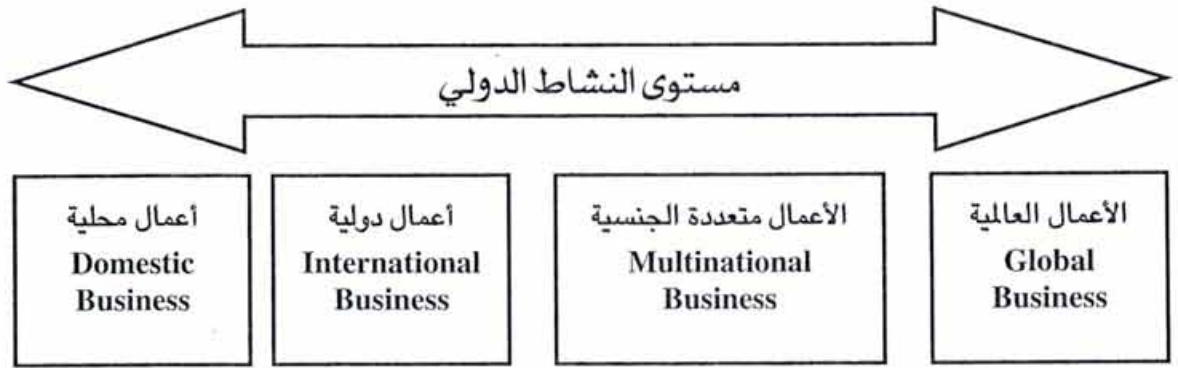 مستوى النشاط الدولي
أعمال محلية
Domestic
Business
أعمال دولية
International
Business
الأعمال متعددة الجنسية
Multinational
Business
الأعمال العالمية
Global
Business